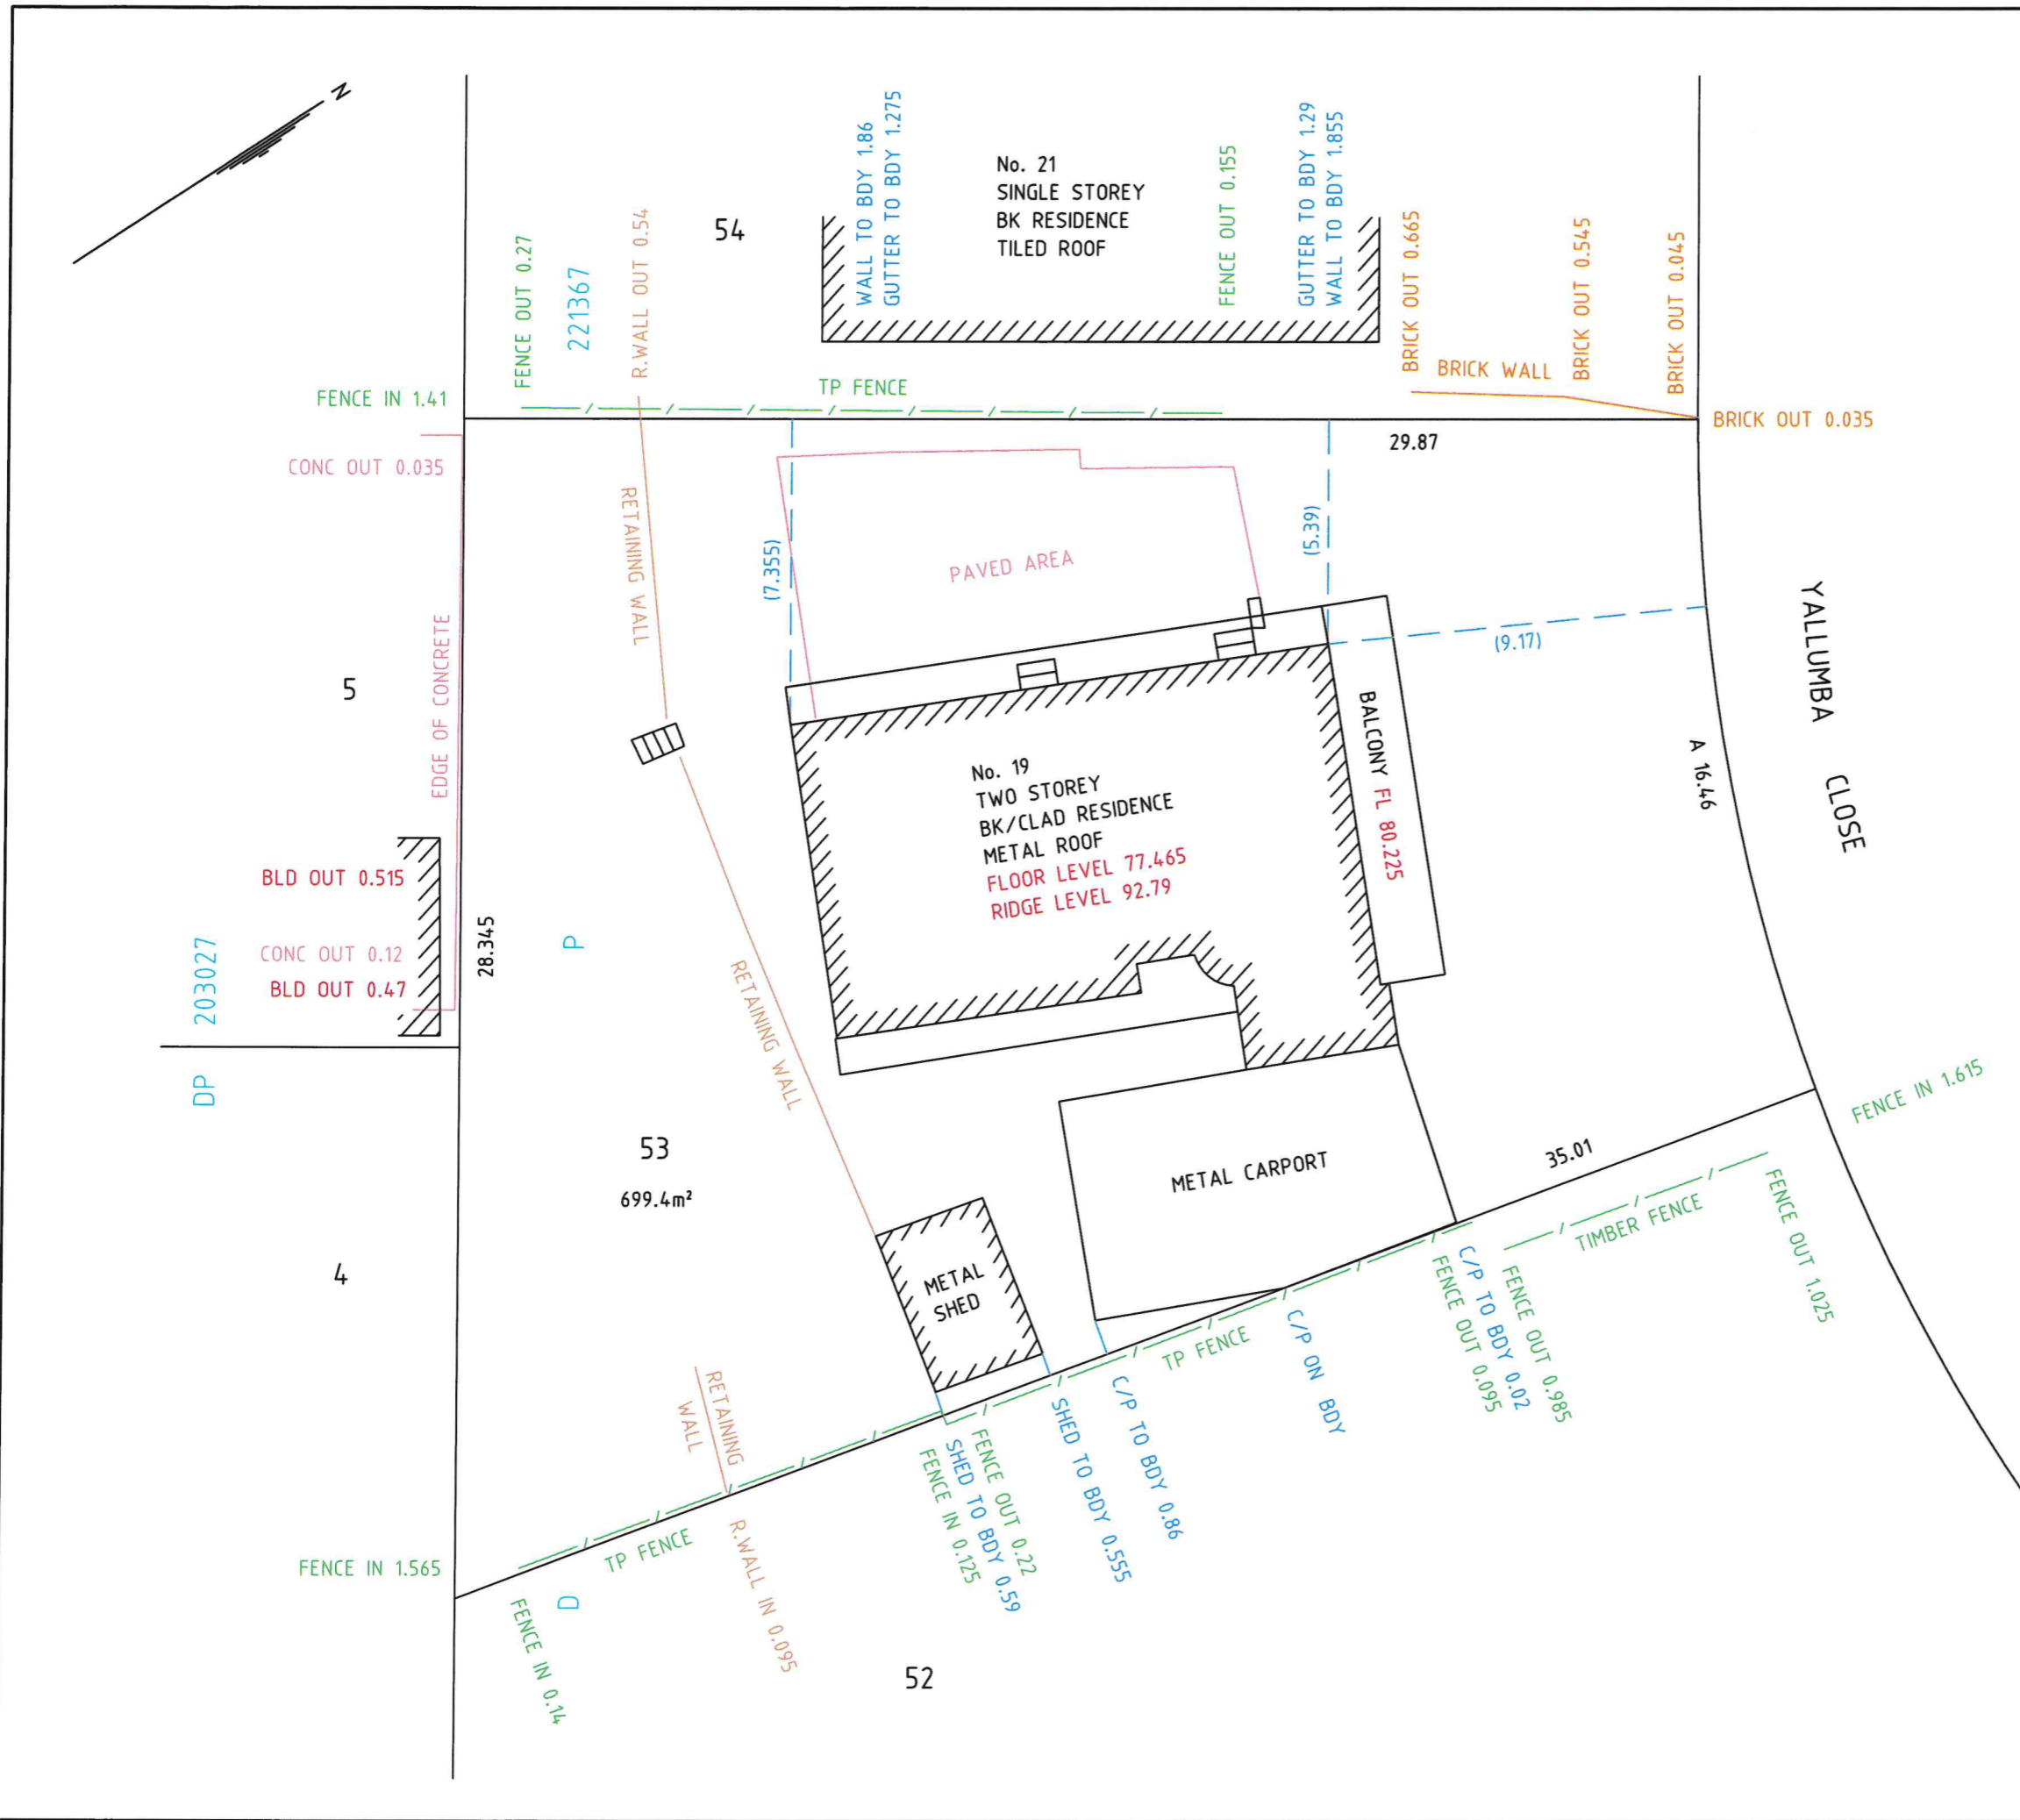 N
54
FENCE OUT 0.27
221367
R.WALL OUT 0.54
WALL TO BDY 1.86
GUTTER TO BDY 1.275
No. 21
SINGLE STOREY
BK RESIDENCE
TILED ROOF
FENCE OUT 0.155
GUTTER TO BDY 1.29
WALL TO BDY 1.855
BRICK OUT 0.665
BRICK WALL
BRICK OUT 0.545
BRICK OUT 0.045
FENCE IN 1.41
TP FENCE
BRICK OUT 0.035
29.87
CONC OUT 0.035
RETAINING WALL
(7.355)
PAVED AREA
(5.39)
(9.17)
YALLUMBA CLOSE
A 16.46
5
EDGE OF CONCRETE
No. 19
TWO STOREY
BK/CLAD RESIDENCE
METAL ROOF
FLOOR LEVEL 77.465
RIDGE LEVEL 92.79
BALCONY FL 80.225
BLD OUT 0.515
CONC OUT 0.12
BLD OUT 0.47
28.345
DP 203027
D P
RETAINING WALL
53
699.4m²
METAL CARPORT
35.01
FENCE IN 1.615
4
METAL
SHED
TIMBER FENCE
FENCE OUT 1.025
FENCE OUT 0.985
C/P TO BDY 0.02
FENCE OUT 0.095
C/P ON BDY
TP FENCE
C/P TO BDY 0.86
SHED TO BDY 0.555
FENCE OUT 0.22
SHED TO BDY 0.59
FENCE IN 0.125
RETAINING
WALL
R.WALL IN 0.095
TP FENCE
FENCE IN 1.565
FENCE IN 0.14
52